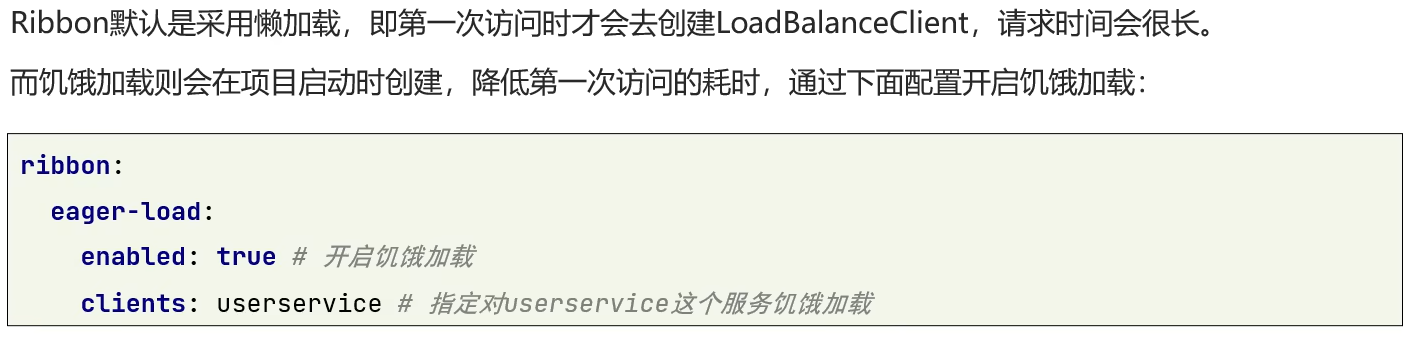 Ribbon默认是采用懒加载，即第一次访问时才会去创建LoadBalanceClient，请求时间会很长。
而饥饿加载则会在项目启动时创建，降低第一次访问的耗时，通过下面配置开启饥饿加载：
ribbon:
  eager-load:
    enabled: true # 开启饥饿加载
    clients: userservice # 指定对userservice这个服务饥饿加载